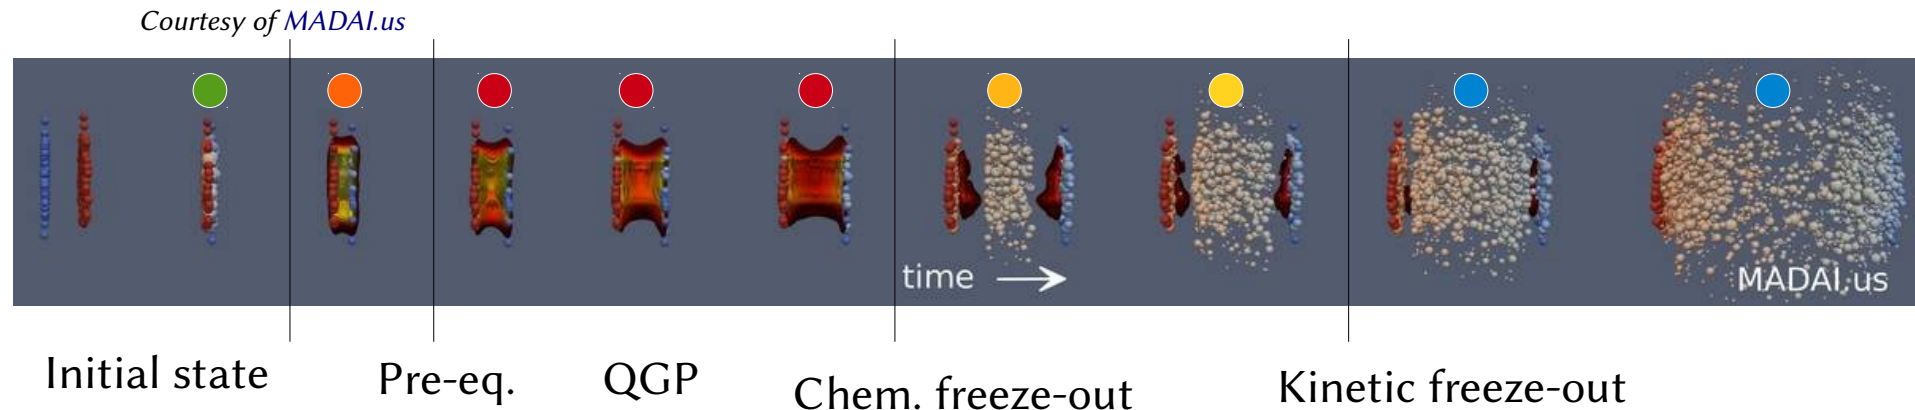 Courtesy of MADAI.us
time
MADAI.us
Initial state
Pre-eq.
QGP
Chem. freeze-out
Kinetic freeze-out